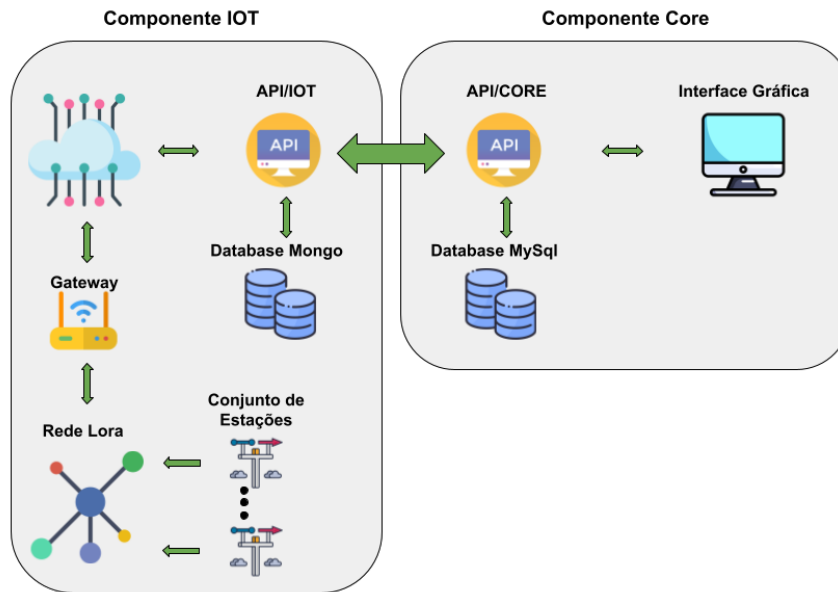 Componente IOT
Componente Core
API/IOT
API/CORE
Interface Gráfica
API
API
Database Mongo
Database MySql
Gateway
Conjunto de
Estações
Rede Lora